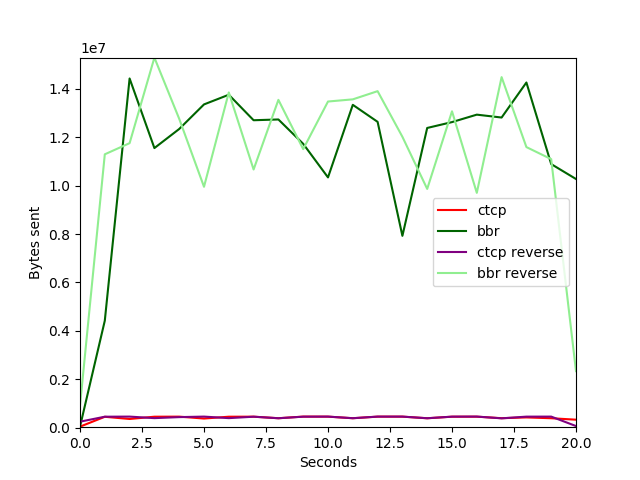 1e7
1.4
1.2
1.0
0.8
0.6
0.4
0.2
0.0
Bytes sent
ctcp
bbr
ctcp reverse
bbr reverse
0.0 2.5 5.0 7.5 10.0 12.5 15.0 17.5 20.0
Seconds